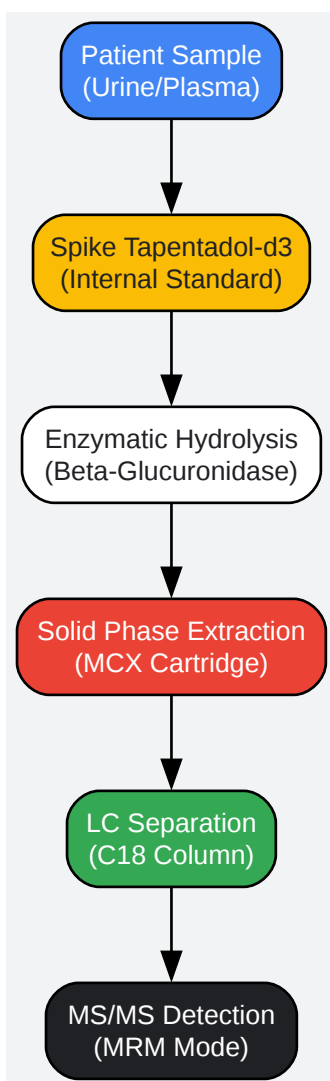 Patient Sample
(Urine/Plasma)
Spike Tapentadol-d3
(Internal Standard)
Enzymatic Hydrolysis
(Beta-Glucuronidase)
Solid Phase Extraction
(MCX Cartridge)
LC Separation
(C18 Column)
MS/MS Detection
(MRM Mode)